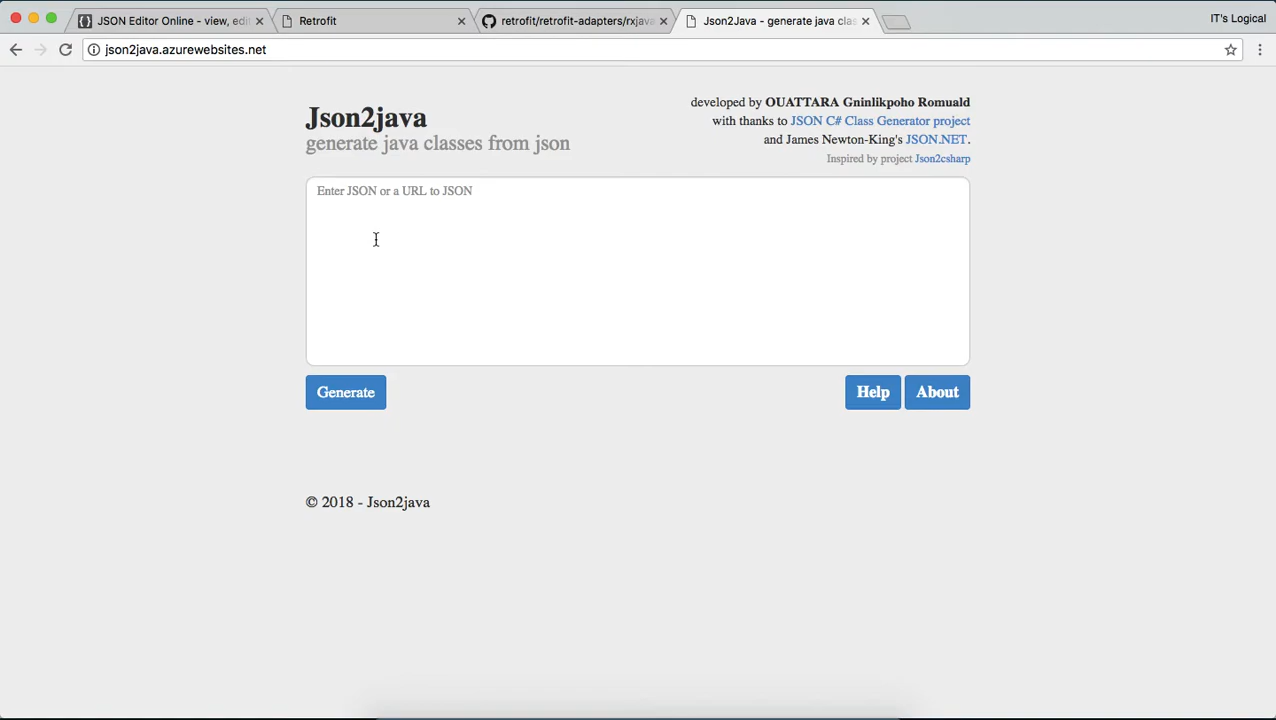 JSON Editor Online - view, edi
Retrofit
retrofit/retrofit-adapters/rxjava
Json2Java - generate java clas
IT's Logical
json2java.azurewebsites.net
Json2java
generate java classes from json
developed by OUATTARA Gninlikpoho Romuald
with thanks to JSON C# Class Generator project
and James Newton-King's JSON.NET.
Inspired by project Json2csharp
Enter JSON or a URL to JSON
Generate
Help
About
© 2018 - Json2java